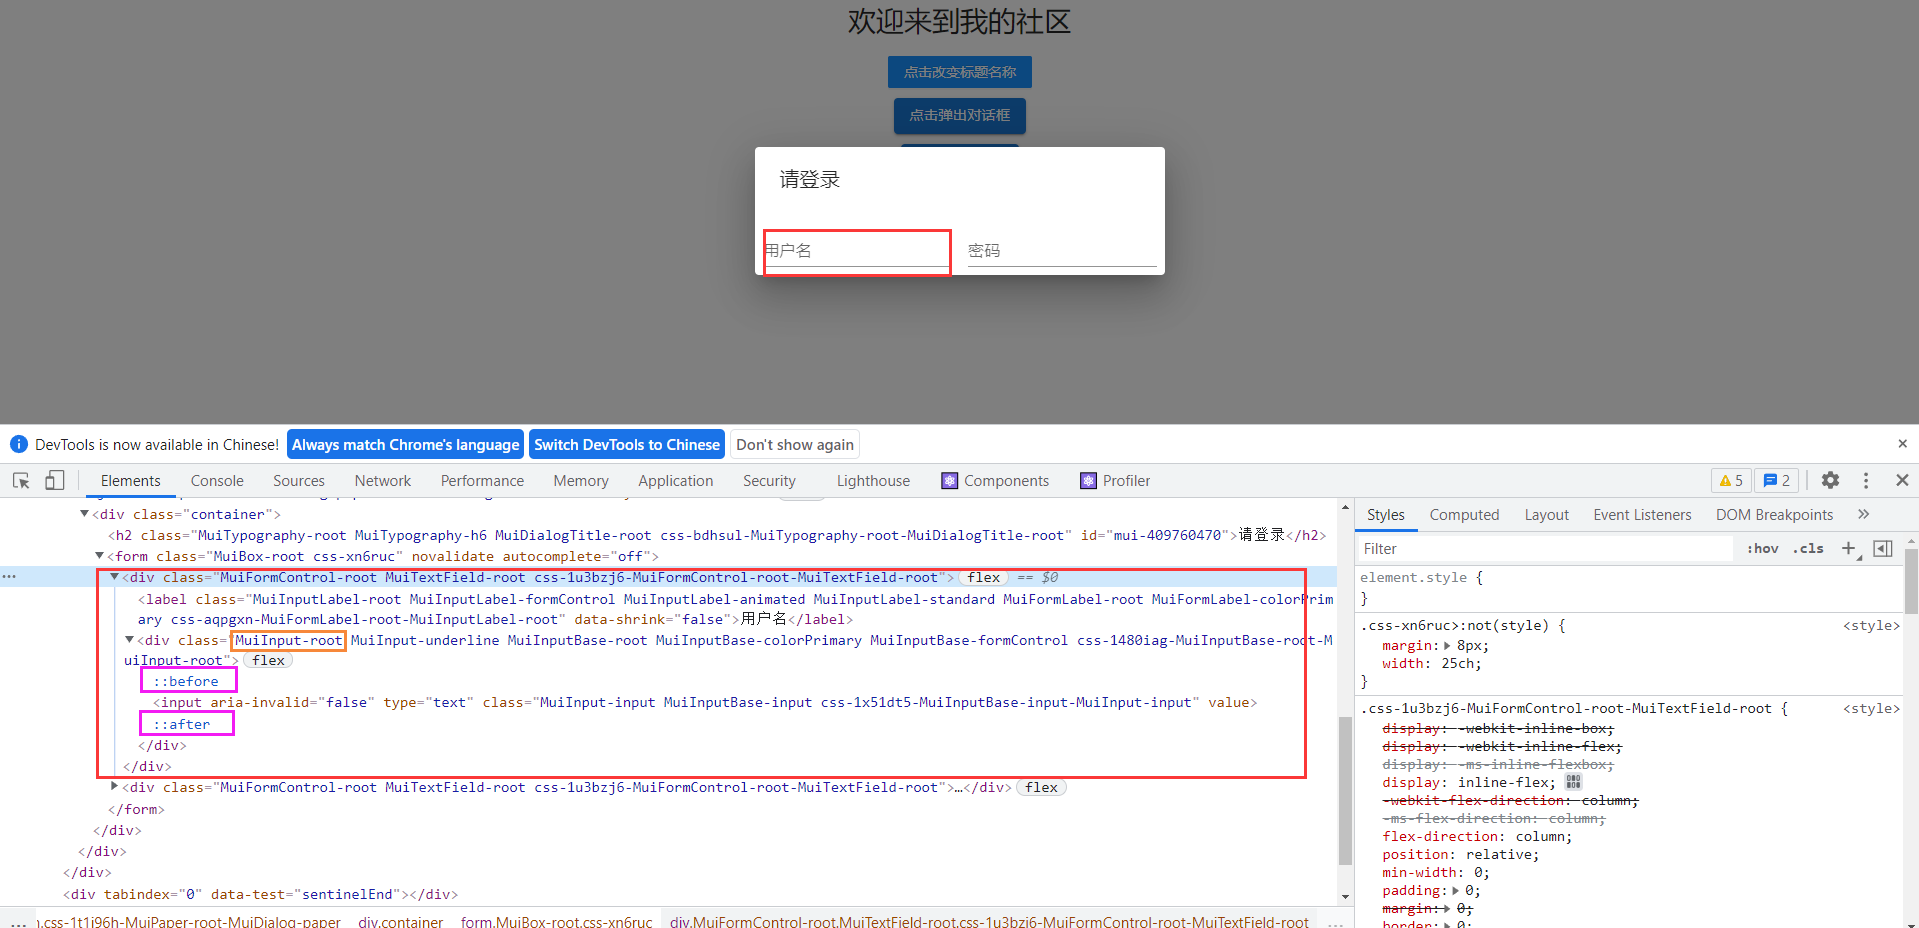 欢迎来到我的社区
点击改变标题名称
点击弹出对话框
请登录
用户名 密码
DevTools is now available in Chinese! Always match Chrome's language Switch DevTools to Chinese Don't show again ×
Elements Console Sources Network Performance Memory Application Security Lighthouse Components Profiler 5 2
<div class="container">
<h2 class="MuiTypography-root MuiTypography-h6 MuiDialogTitle-root css-bdhsul-MuiTypography-root-MuiDialogTitle-root" id="mui-409760470">请登录</h2>
<form class="MuiBox-root css-xn6ruc" novalidate autocomplete="off">
<div class="MuiFormControl-root MuiTextField-root css-1u3bzj6-MuiFormControl-root-MuiTextField-root"> flex == $0
<label class="MuiInputLabel-root MuiInputLabel-formControl MuiInputLabel-animated MuiInputLabel-standard MuiFormLabel-root MuiFormLabel-colorPrim
ary css-aqpgxn-MuiFormLabel-root-MuiInputLabel-root" data-shrink="false">用户名</label>
<div class="MuiInput-root MuiInput-underline MuiInputBase-root MuiInputBase-colorPrimary MuiInputBase-formControl css-1480iag-MuiInputBase-root-M
uiInput-root"> flex
::before
<input aria-invalid="false" type="text" class="MuiInput-input MuiInputBase-input css-1x51dt5-MuiInputBase-input-MuiInput-input" value>
::after
</div>
</div>
<div class="MuiFormControl-root MuiTextField-root css-1u3bzj6-MuiFormControl-root-MuiTextField-root">…</div> flex
</form>
</div>
</div>
</div>
<div tabindex="0" data-test="sentinelEnd"></div>
... .css-1t1j96h-MuiPaper-root-MuiDialog-paper div.container form.MuiBox-root.css-xn6ruc div.MuiFormControl-root.MuiTextField-root.css-1u3bzj6-MuiFormControl-root-MuiTextField-root ...
Styles Computed Layout Event Listeners DOM Breakpoints »
Filter :hov .cls +
element.style {
}
.css-xn6ruc>:not(style) { <style>
margin: 8px;
width: 25ch;
}
.css-1u3bzj6-MuiFormControl-root-MuiTextField-root { <style>
display: -webkit-inline-box;
display: -webkit-inline-flex;
display: -ms-inline-flexbox;
display: inline-flex;
-webkit-flex-direction: column;
-ms-flex-direction: column;
flex-direction: column;
position: relative;
min-width: 0;
padding: 0;
margin: 0;
border: 0;